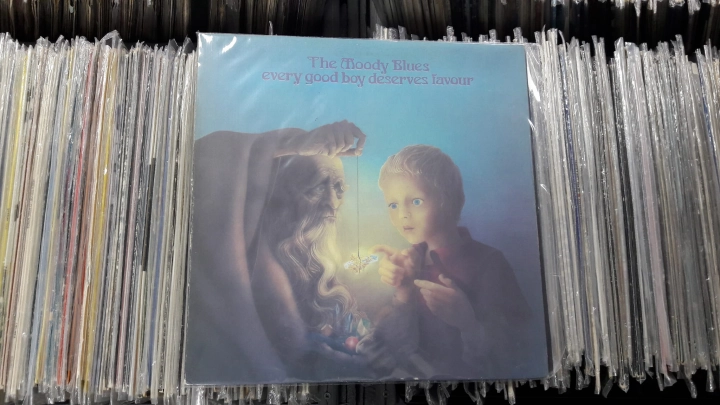 The Moody Blues
every good boy deserves favour